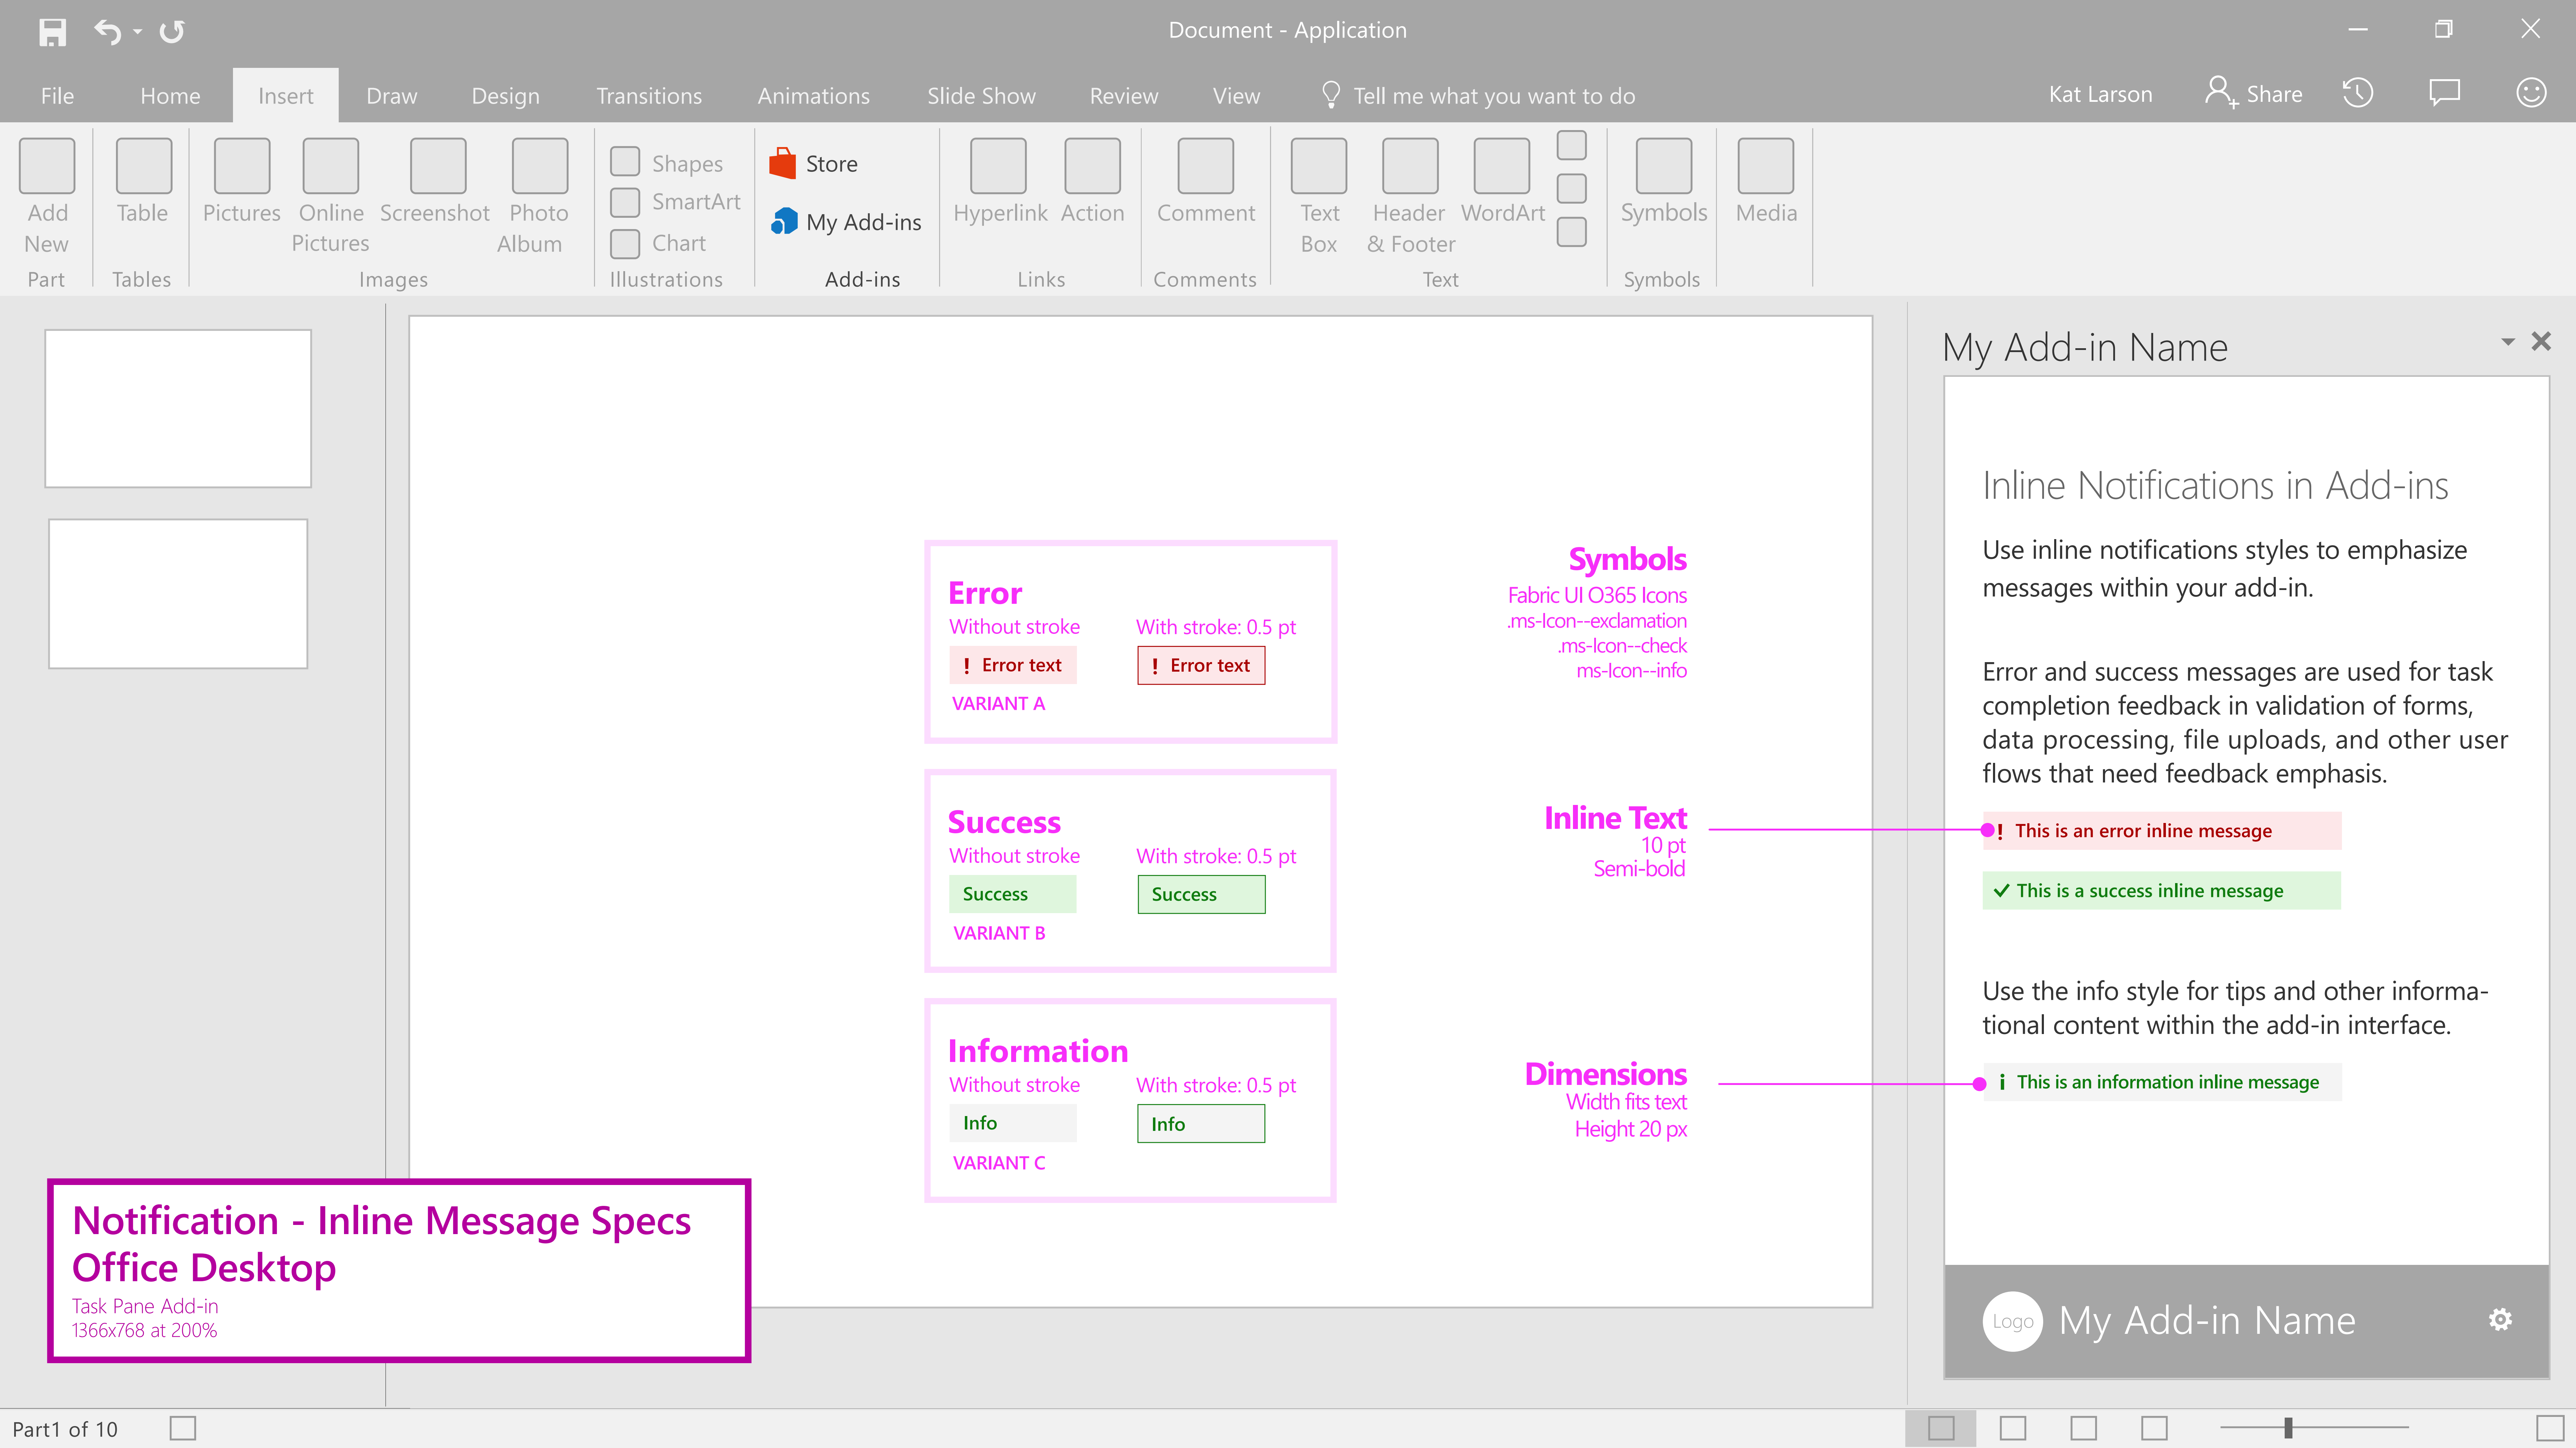 Document - Application
File Home Insert Draw Design Transitions Animations Slide Show Review View Tell me what you want to do Kat Larson Share
Add
New
Part
Table
Tables
Pictures
Online
Pictures
Screenshot
Photo
Album
Images
Shapes
SmartArt
Chart
Illustrations
Store
My Add-ins
Add-ins
Hyperlink
Action
Links
Comment
Comments
Text
Box
Header
& Footer
WordArt
Text
Symbols
Symbols
Media
Error
Without stroke With stroke: 0.5 pt
! Error text ! Error text
VARIANT A
Success
Without stroke With stroke: 0.5 pt
Success Success
VARIANT B
Information
Without stroke With stroke: 0.5 pt
Info Info
VARIANT C
Symbols
Fabric UI O365 Icons
.ms-Icon--exclamation
.ms-Icon--check
ms-Icon--info
Inline Text
10 pt
Semi-bold
Dimensions
Width fits text
Height 20 px
My Add-in Name
Inline Notifications in Add-ins
Use inline notifications styles to emphasize
messages within your add-in.
Error and success messages are used for task
completion feedback in validation of forms,
data processing, file uploads, and other user
flows that need feedback emphasis.
! This is an error inline message
This is a success inline message
Use the info style for tips and other informa-
tional content within the add-in interface.
i This is an information inline message
Logo My Add-in Name
Notification - Inline Message Specs
Office Desktop
Task Pane Add-in
1366x768 at 200%
Part1 of 10